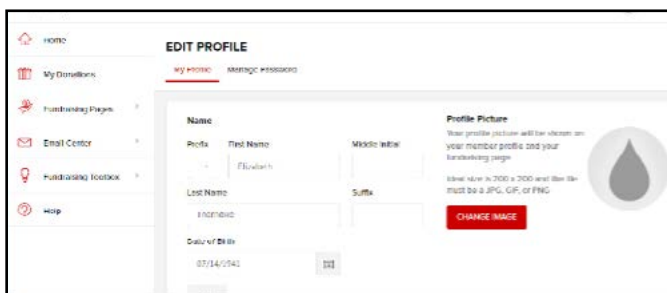 Home
My Donations
Fundraising Pages
Email Center
Fundraising Toolbox
Help
EDIT PROFILE
My Profile Manage Password
Name
Prefix First Name Middle Initial
Elizabeth
Last Name Suffix
Date of Birth
07/14/1941
Profile Picture
Your profile picture will be shown on
your member profile and your
fundraising page
Ideal size is 200 x 200 and the file
must be a JPG, GIF, or PNG
CHANGE IMAGE